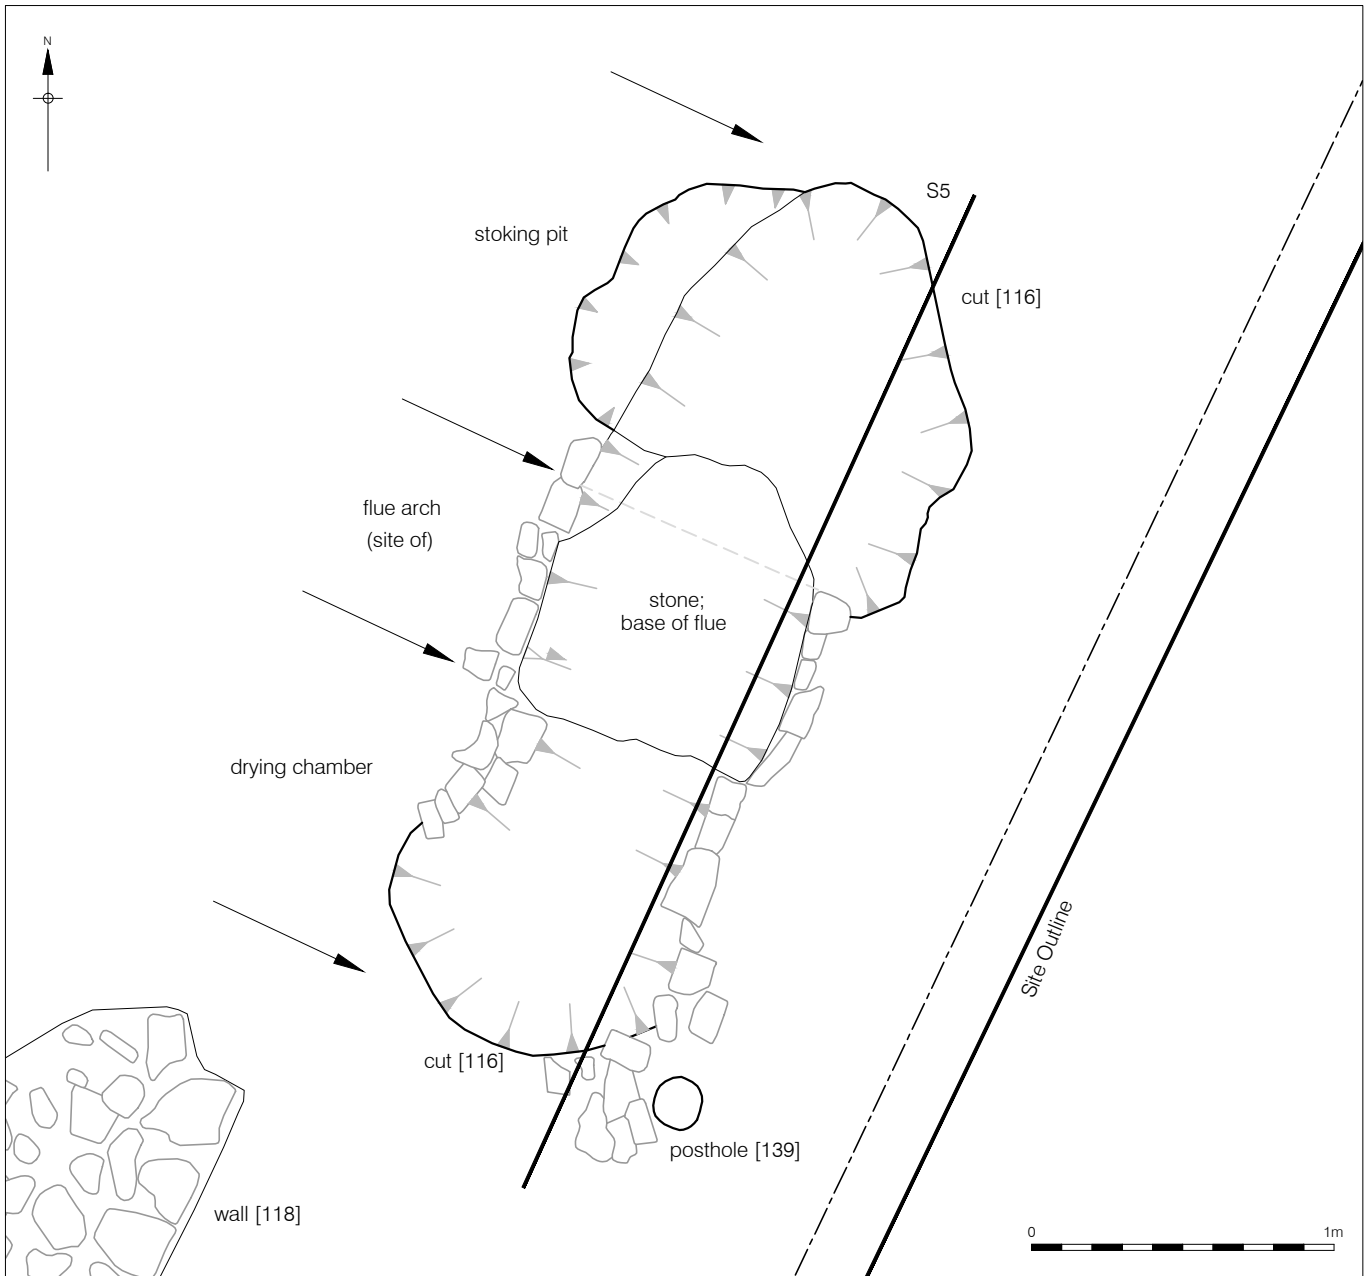 N
S5
stoking pit
cut [116]
flue arch
(site of)
stone;
base of flue
drying chamber
Site Outline
cut [116]
posthole [139]
wall [118]
0 1m